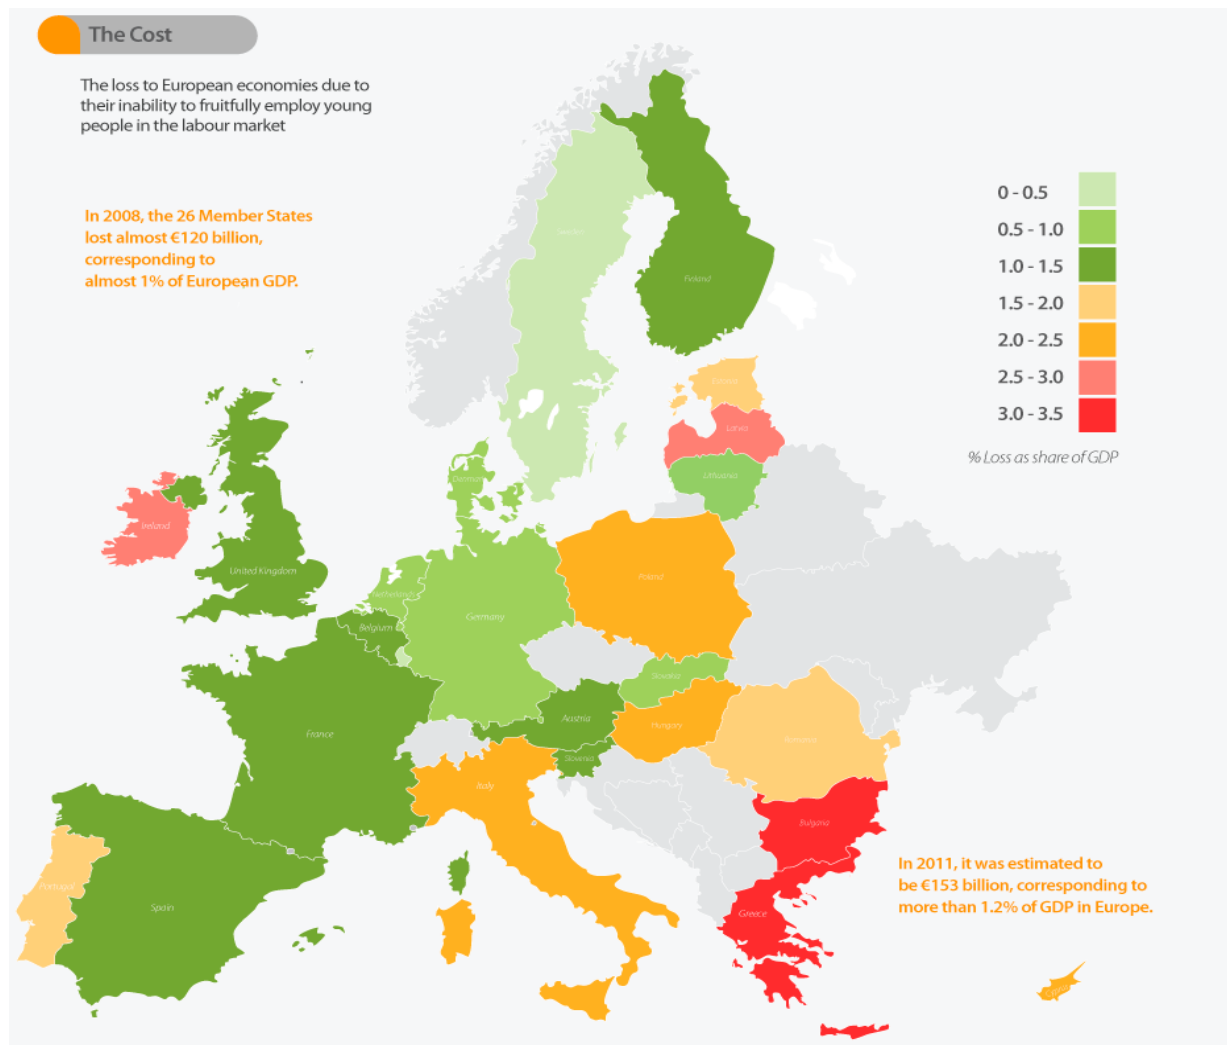 The Cost
The loss to European economies due to
their inability to fruitfully employ young
people in the labour market
In 2008, the 26 Member States
lost almost €120 billion,
corresponding to
almost 1% of European GDP.
0 - 0.5
0.5 - 1.0
1.0 - 1.5
1.5 - 2.0
2.0 - 2.5
2.5 - 3.0
3.0 - 3.5
% Loss as share of GDP
Sweden
Finland
Estonia
Latvia
Lithuania
Denmark
Ireland
United Kingdom
Netherlands
Poland
Belgium
Germany
Slovakia
Austria
Hungary
France
Romania
Slovenia
Italy
Bulgaria
Portugal
Spain
Greece
In 2011, it was estimated to
be €153 billion, corresponding to
more than 1.2% of GDP in Europe.
Cyprus